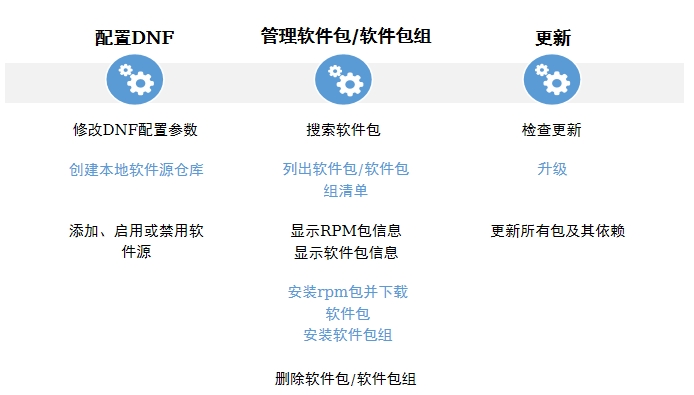 配置DNF
修改DNF配置参数
创建本地软件源仓库
添加、启用或禁用软
件源
管理软件包/软件包组
搜索软件包
列出软件包/软件包
组清单
显示RPM包信息
显示软件包信息
安装rpm包并下载
软件包
安装软件包组
删除软件包/软件包组
更新
检查更新
升级
更新所有包及其依赖